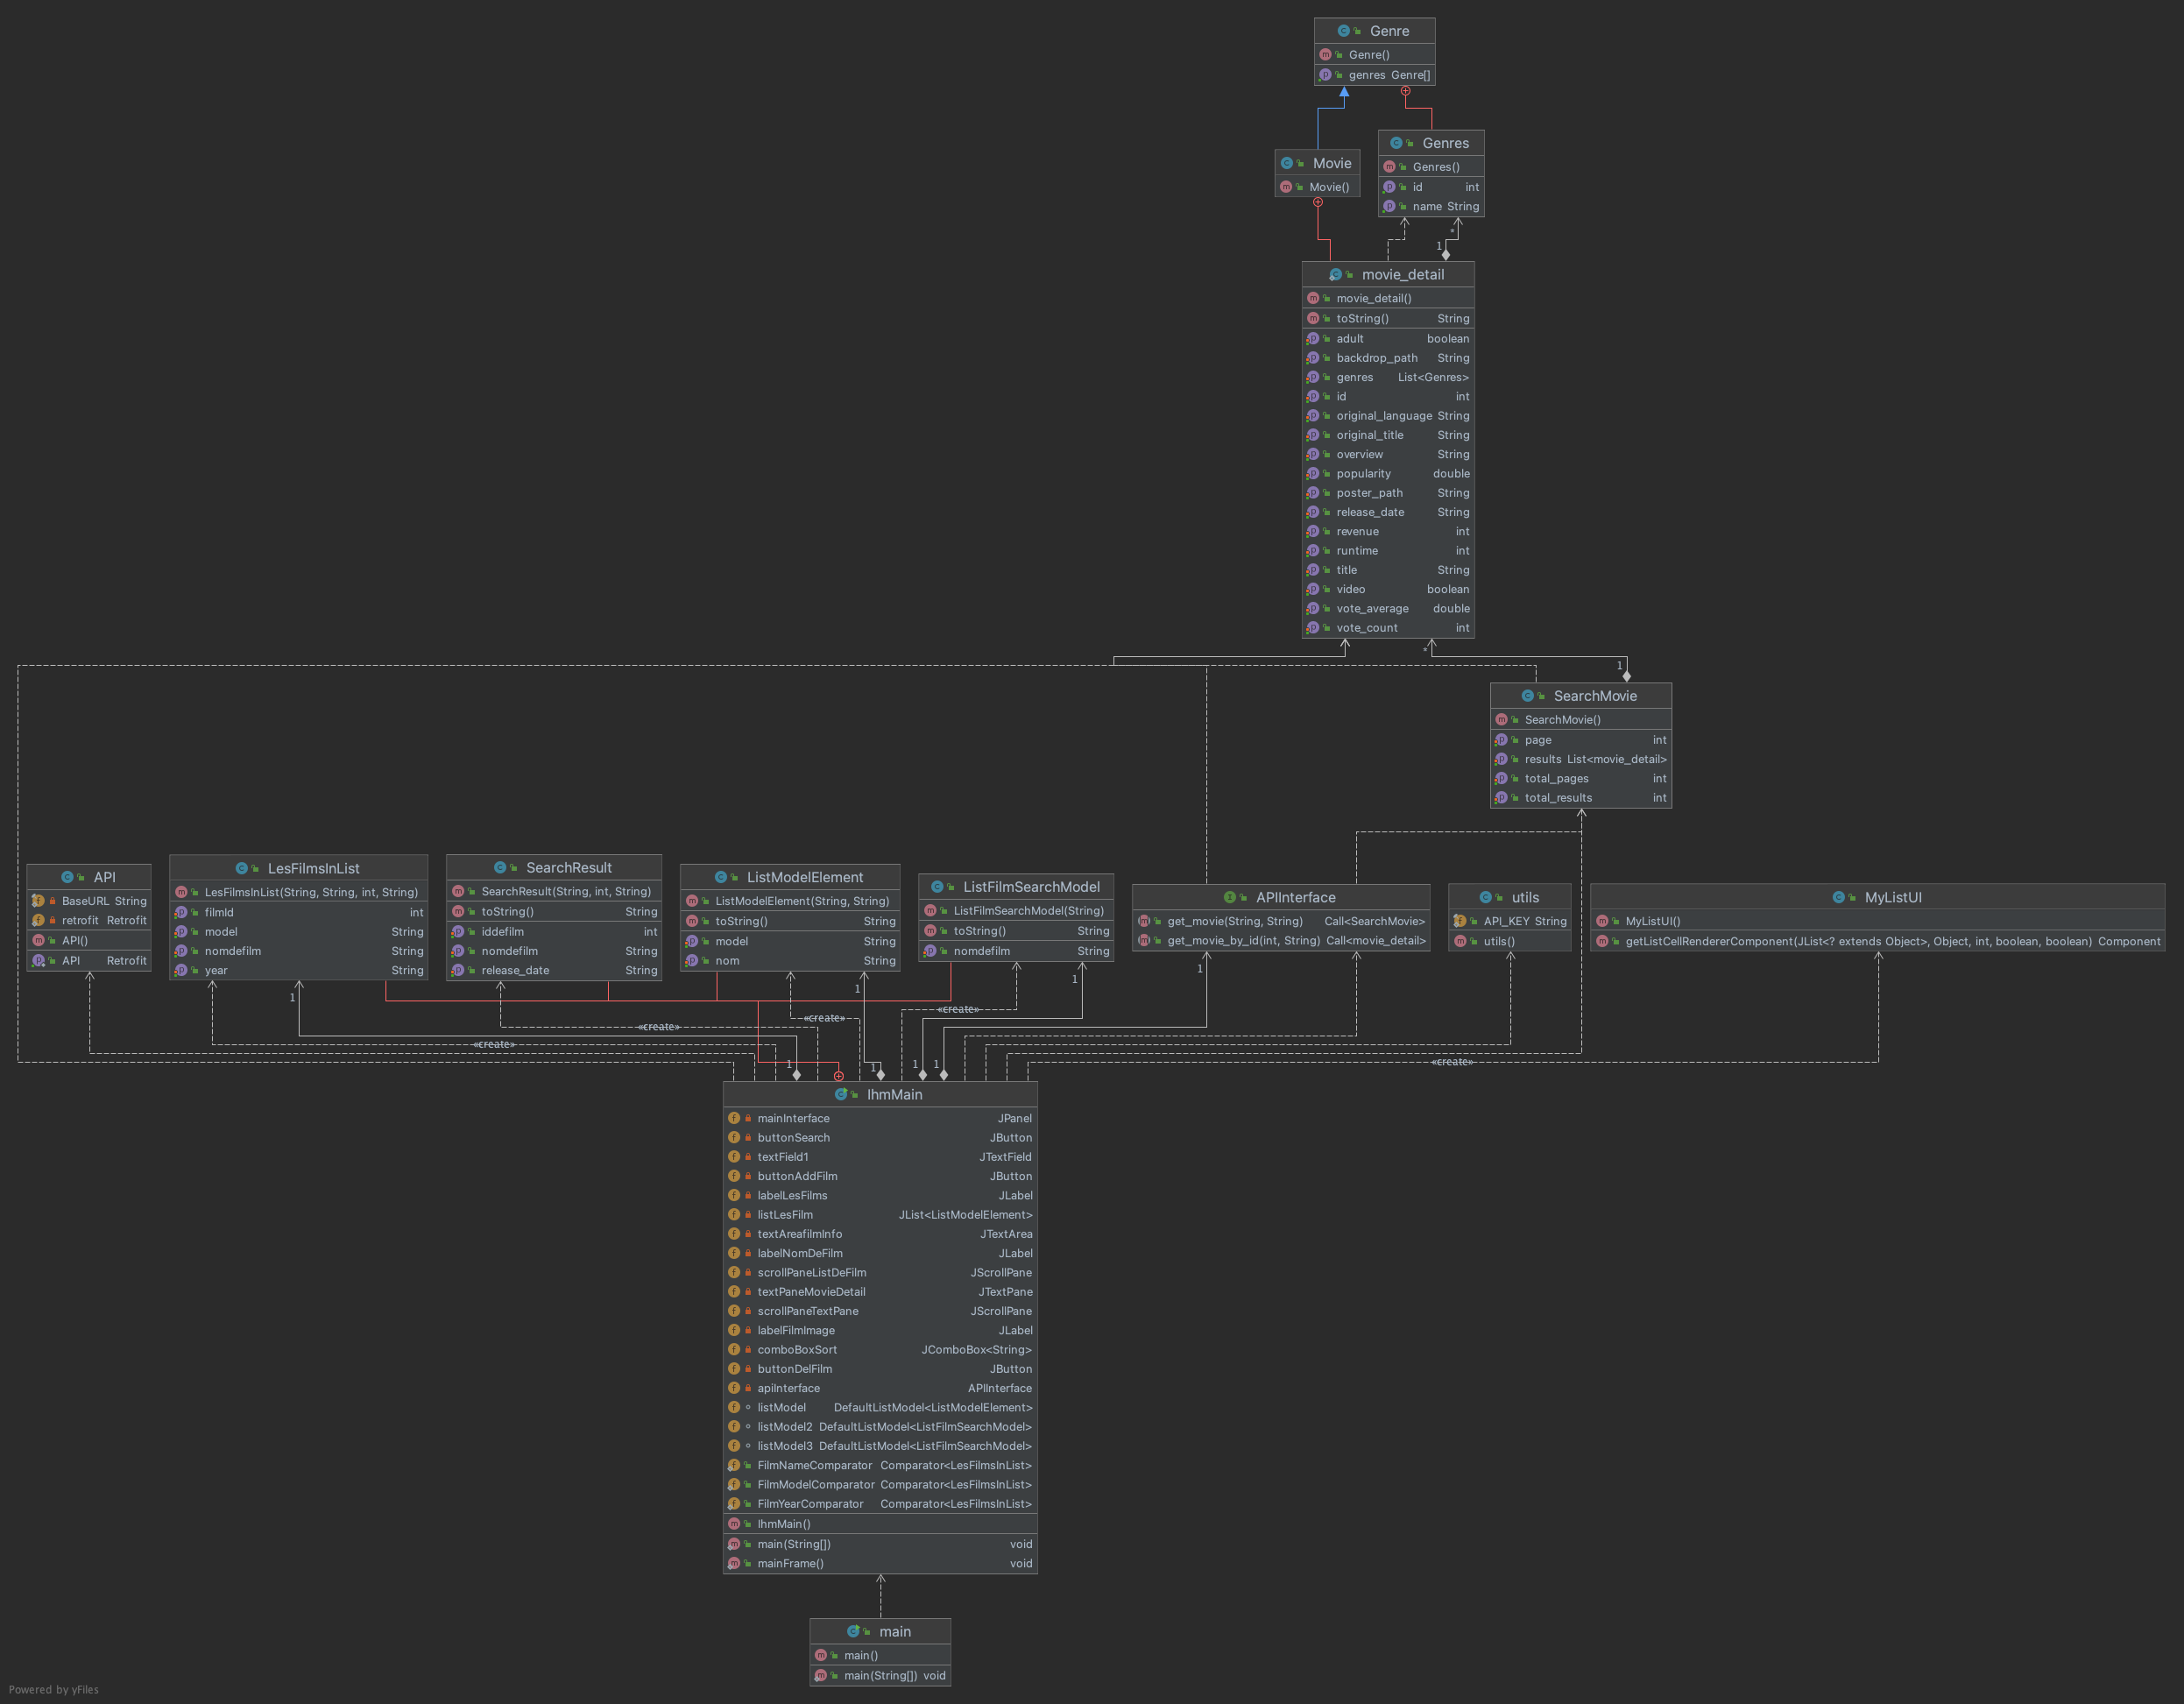 Genre
Genre()
genres Genre[]
Movie
Movie()
Genres
Genres()
id int
name String
*
1
movie_detail
movie_detail()
toString() String
adult boolean
backdrop_path String
genres List<Genres>
id int
original_language String
original_title String
overview String
popularity double
poster_path String
release_date String
revenue int
runtime int
title String
video boolean
vote_average double
vote_count int
*
1
SearchMovie
SearchMovie()
page int
results List<movie_detail>
total_pages int
total_results int
API
BaseURL String
retrofit Retrofit
API()
API Retrofit
LesFilmsInList
LesFilmsInList(String, String, int, String)
filmId int
model String
nomdefilm String
year String
SearchResult
SearchResult(String, int, String)
toString() String
iddefilm int
nomdefilm String
release_date String
ListModelElement
ListModelElement(String, String)
toString() String
model String
nom String
ListFilmSearchModel
ListFilmSearchModel(String)
toString() String
nomdefilm String
APIInterface
get_movie(String, String) Call<SearchMovie>
get_movie_by_id(int, String) Call<movie_detail>
utils
API_KEY String
utils()
MyListUI
MyListUI()
getListCellRendererComponent(JList<? extends Object>, Object, int, boolean, boolean) Component
1
1
1
1
«create»
«create»
«create»
«create»
«create»
1
1
1
1
IhmMain
mainInterface JPanel
buttonSearch JButton
textField1 JTextField
buttonAddFilm JButton
labelLesFilms JLabel
listLesFilm JList<ListModelElement>
textAreafilmInfo JTextArea
labelNomDeFilm JLabel
scrollPaneListDeFilm JScrollPane
textPaneMovieDetail JTextPane
scrollPaneTextPane JScrollPane
labelFilmImage JLabel
comboBoxSort JComboBox<String>
buttonDelFilm JButton
apiInterface APIInterface
listModel DefaultListModel<ListModelElement>
listModel2 DefaultListModel<ListFilmSearchModel>
listModel3 DefaultListModel<ListFilmSearchModel>
FilmNameComparator Comparator<LesFilmsInList>
FilmModelComparator Comparator<LesFilmsInList>
FilmYearComparator Comparator<LesFilmsInList>
IhmMain()
main(String[]) void
mainFrame() void
main
main()
main(String[]) void
Powered by yFiles